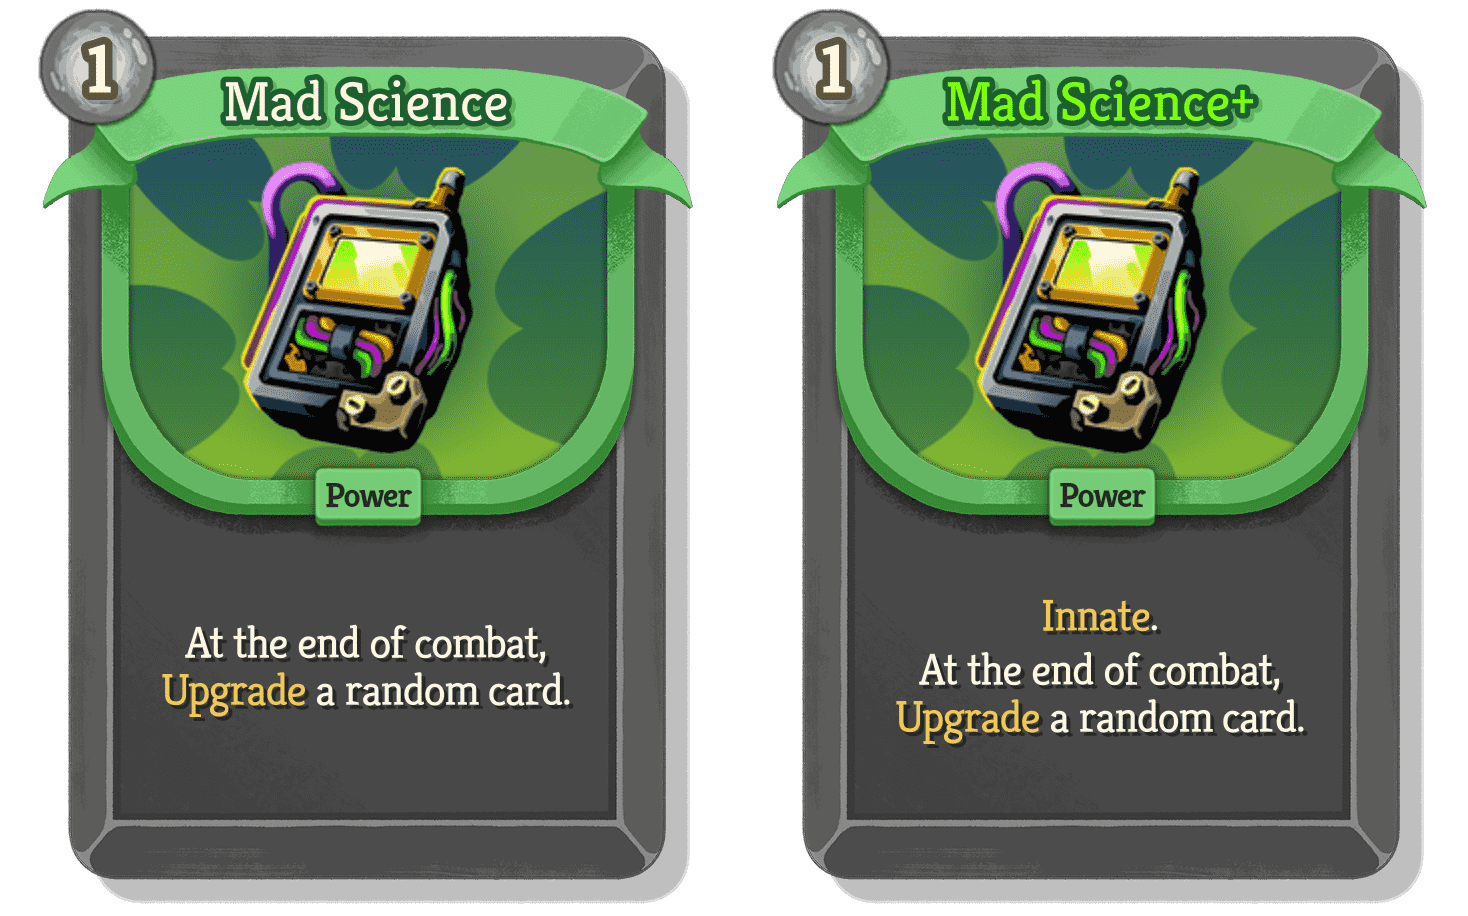 1
Mad Science
Power
At the end of combat,
Upgrade a random card.
1
Mad Science+
Power
Innate.
At the end of combat,
Upgrade a random card.